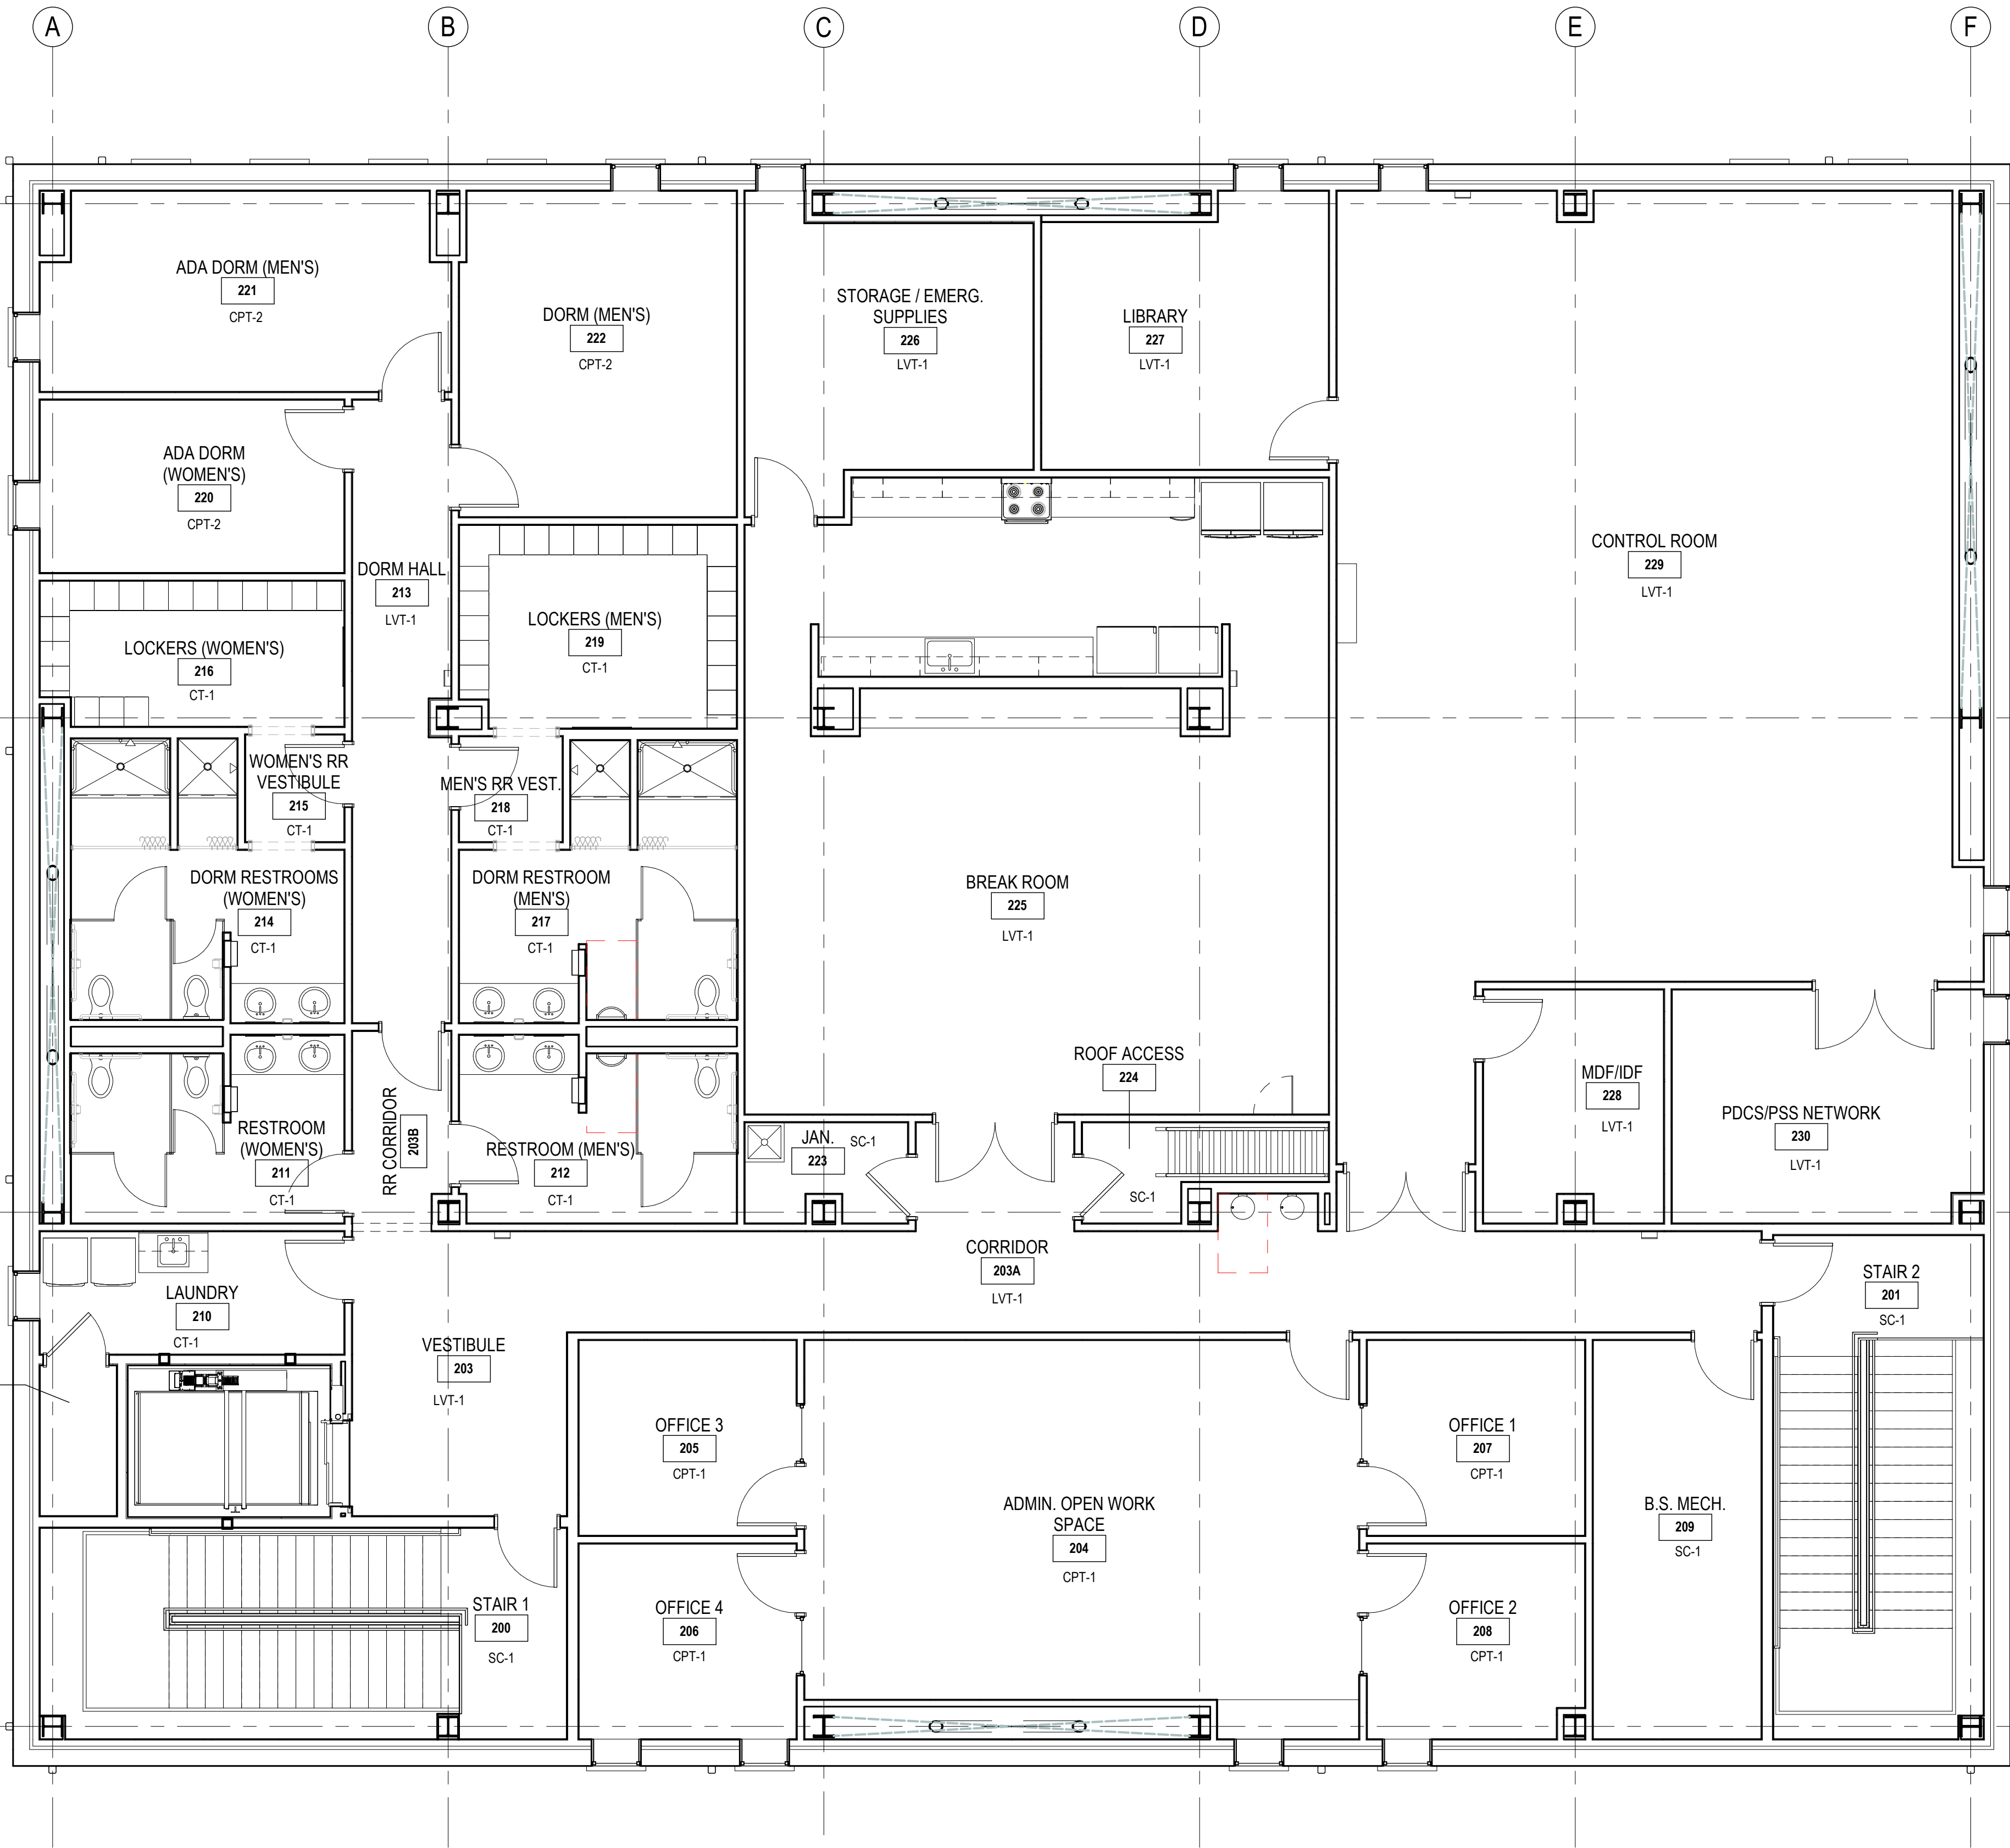 A
B
C
D
E
F
ADA DORM (MEN'S)
221
CPT-2
DORM (MEN'S)
222
CPT-2
STORAGE / EMERG.
SUPPLIES
226
LVT-1
LIBRARY
227
LVT-1
ADA DORM
(WOMEN'S)
220
CPT-2
DORM HALL
213
LVT-1
CONTROL ROOM
229
LVT-1
LOCKERS (WOMEN'S)
216
CT-1
LOCKERS (MEN'S)
219
CT-1
WOMEN'S RR
VESTIBULE
215
CT-1
MEN'S RR VEST.
218
CT-1
DORM RESTROOMS
(WOMEN'S)
214
CT-1
DORM RESTROOM
(MEN'S)
217
CT-1
BREAK ROOM
225
LVT-1
ROOF ACCESS
224
SC-1
MDF/IDF
228
LVT-1
PDCS/PSS NETWORK
230
LVT-1
RESTROOM
(WOMEN'S)
211
CT-1
RR CORRIDOR
203B
RESTROOM (MEN'S)
212
CT-1
JAN.
223
SC-1
CORRIDOR
203A
LVT-1
STAIR 2
201
SC-1
LAUNDRY
210
CT-1
VESTIBULE
203
LVT-1
OFFICE 3
205
CPT-1
OFFICE 1
207
CPT-1
ADMIN. OPEN WORK
SPACE
204
CPT-1
B.S. MECH.
209
SC-1
STAIR 1
200
SC-1
OFFICE 4
206
CPT-1
OFFICE 2
208
CPT-1